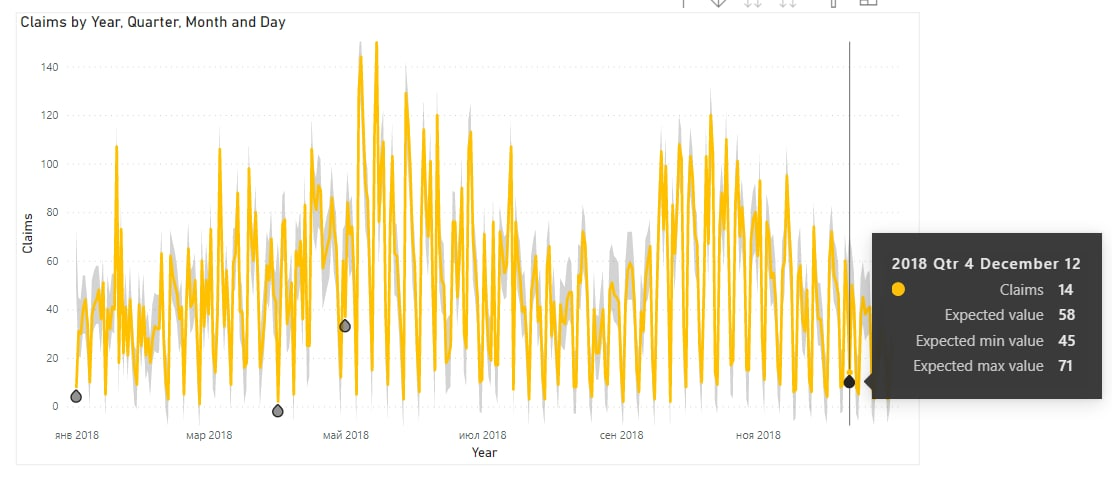 Claims by Year, Quarter, Month and Day
140
120
100
80
60
40
20
0
Claims
янв 2018
мар 2018
май 2018
июл 2018
сен 2018
ноя 2018
Year
2018 Qtr 4 December 12
Claims 14
Expected value 58
Expected min value 45
Expected max value 71